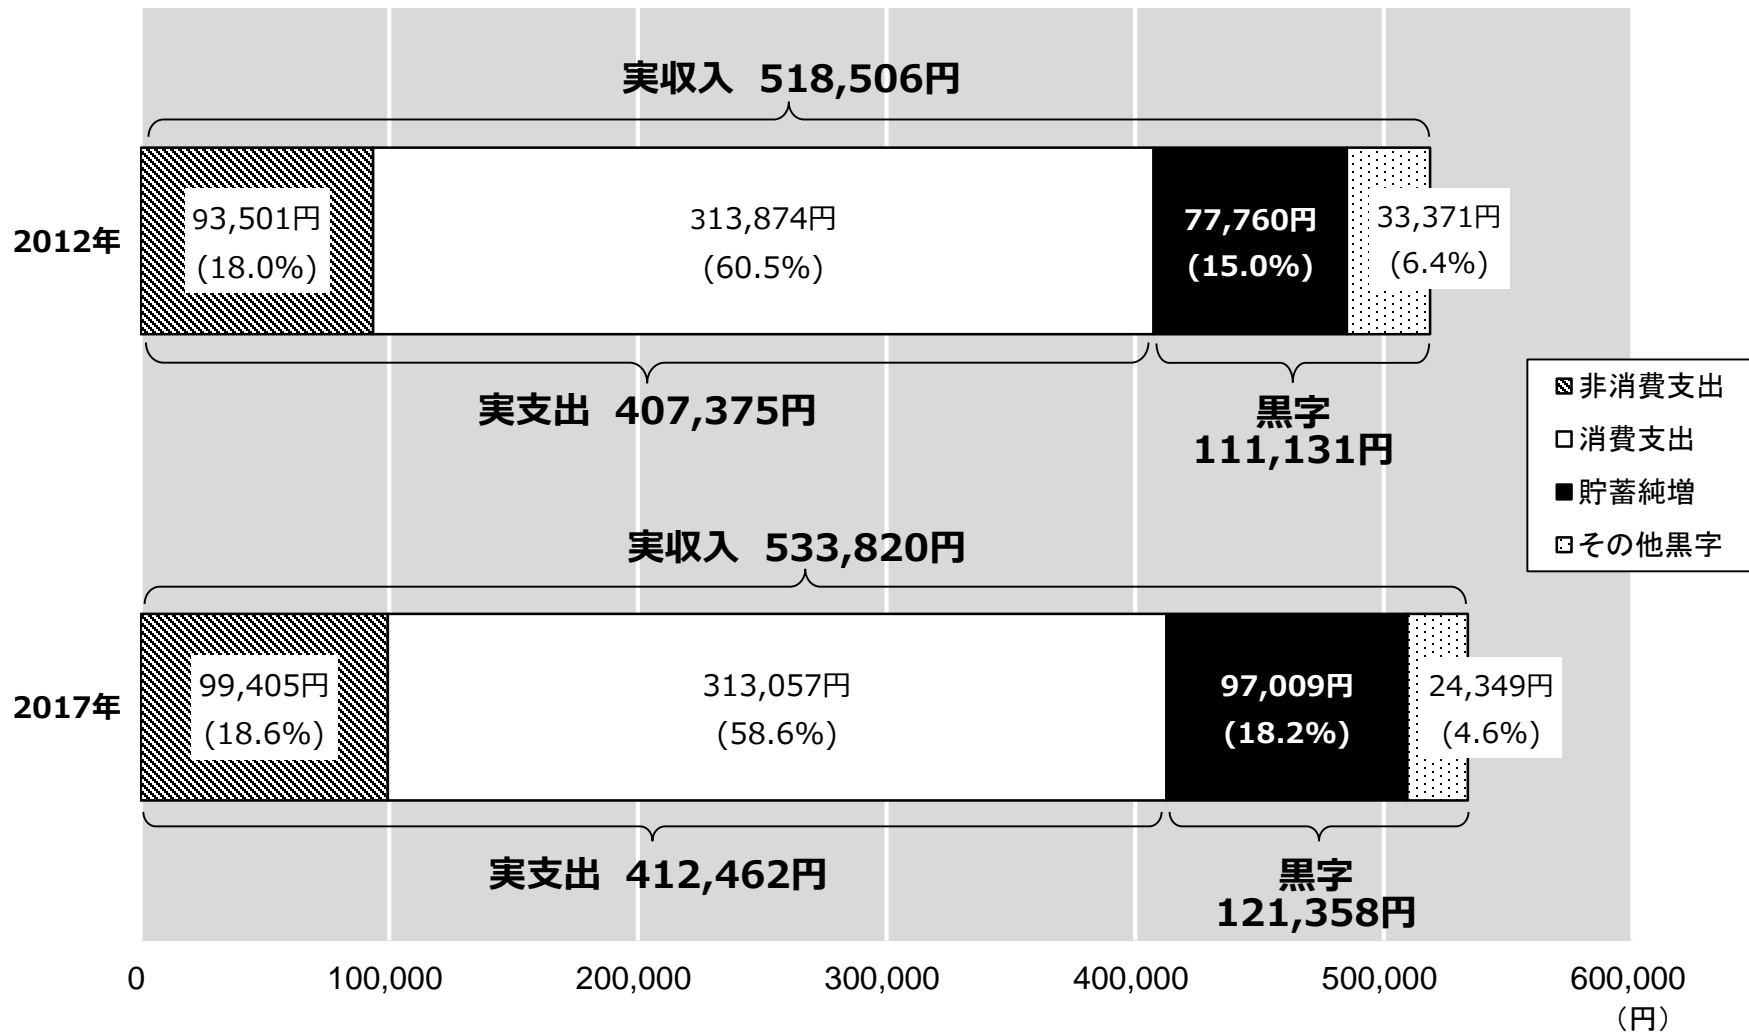 実収入 518,506円
2012年
93,501円
(18.0%)
313,874円
(60.5%)
77,760円
(15.0%)
33,371円
(6.4%)
実支出 407,375円
黒字
111,131円
非消費支出
消費支出
貯蓄純増
その他黒字
実収入 533,820円
2017年
99,405円
(18.6%)
313,057円
(58.6%)
97,009円
(18.2%)
24,349円
(4.6%)
実支出 412,462円
黒字
121,358円
0 100,000 200,000 300,000 400,000 500,000 600,000
（円）